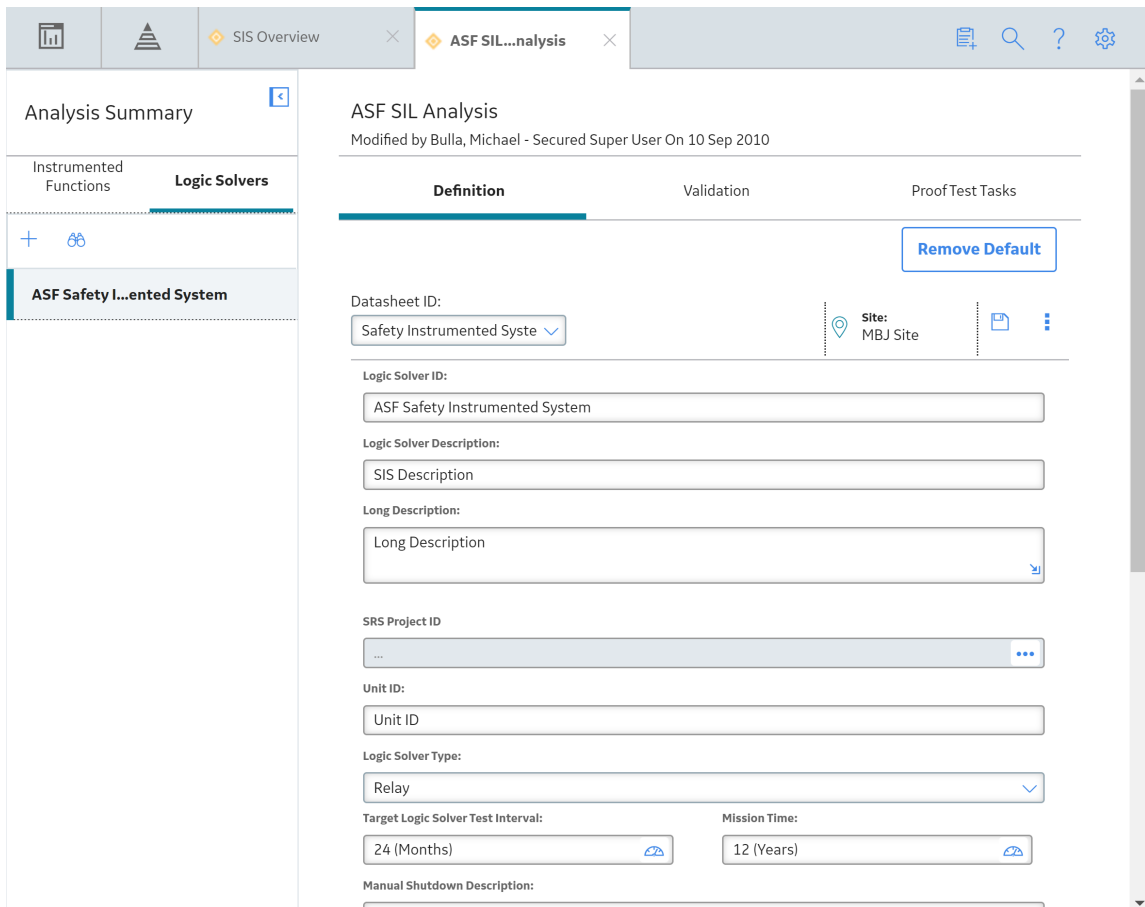 SIS Overview
ASF SIL...nalysis
Analysis Summary
Instrumented
Functions
Logic Solvers
ASF Safety I...ented System
ASF SIL Analysis
Modified by Bulla, Michael - Secured Super User On 10 Sep 2010
Definition
Validation
Proof Test Tasks
Remove Default
Datasheet ID:
Safety Instrumented Syste
Site:
MBJ Site
Logic Solver ID:
ASF Safety Instrumented System
Logic Solver Description:
SIS Description
Long Description:
Long Description
SRS Project ID
...
Unit ID:
Unit ID
Logic Solver Type:
Relay
Target Logic Solver Test Interval:
Mission Time:
24 (Months)
12 (Years)
Manual Shutdown Description: